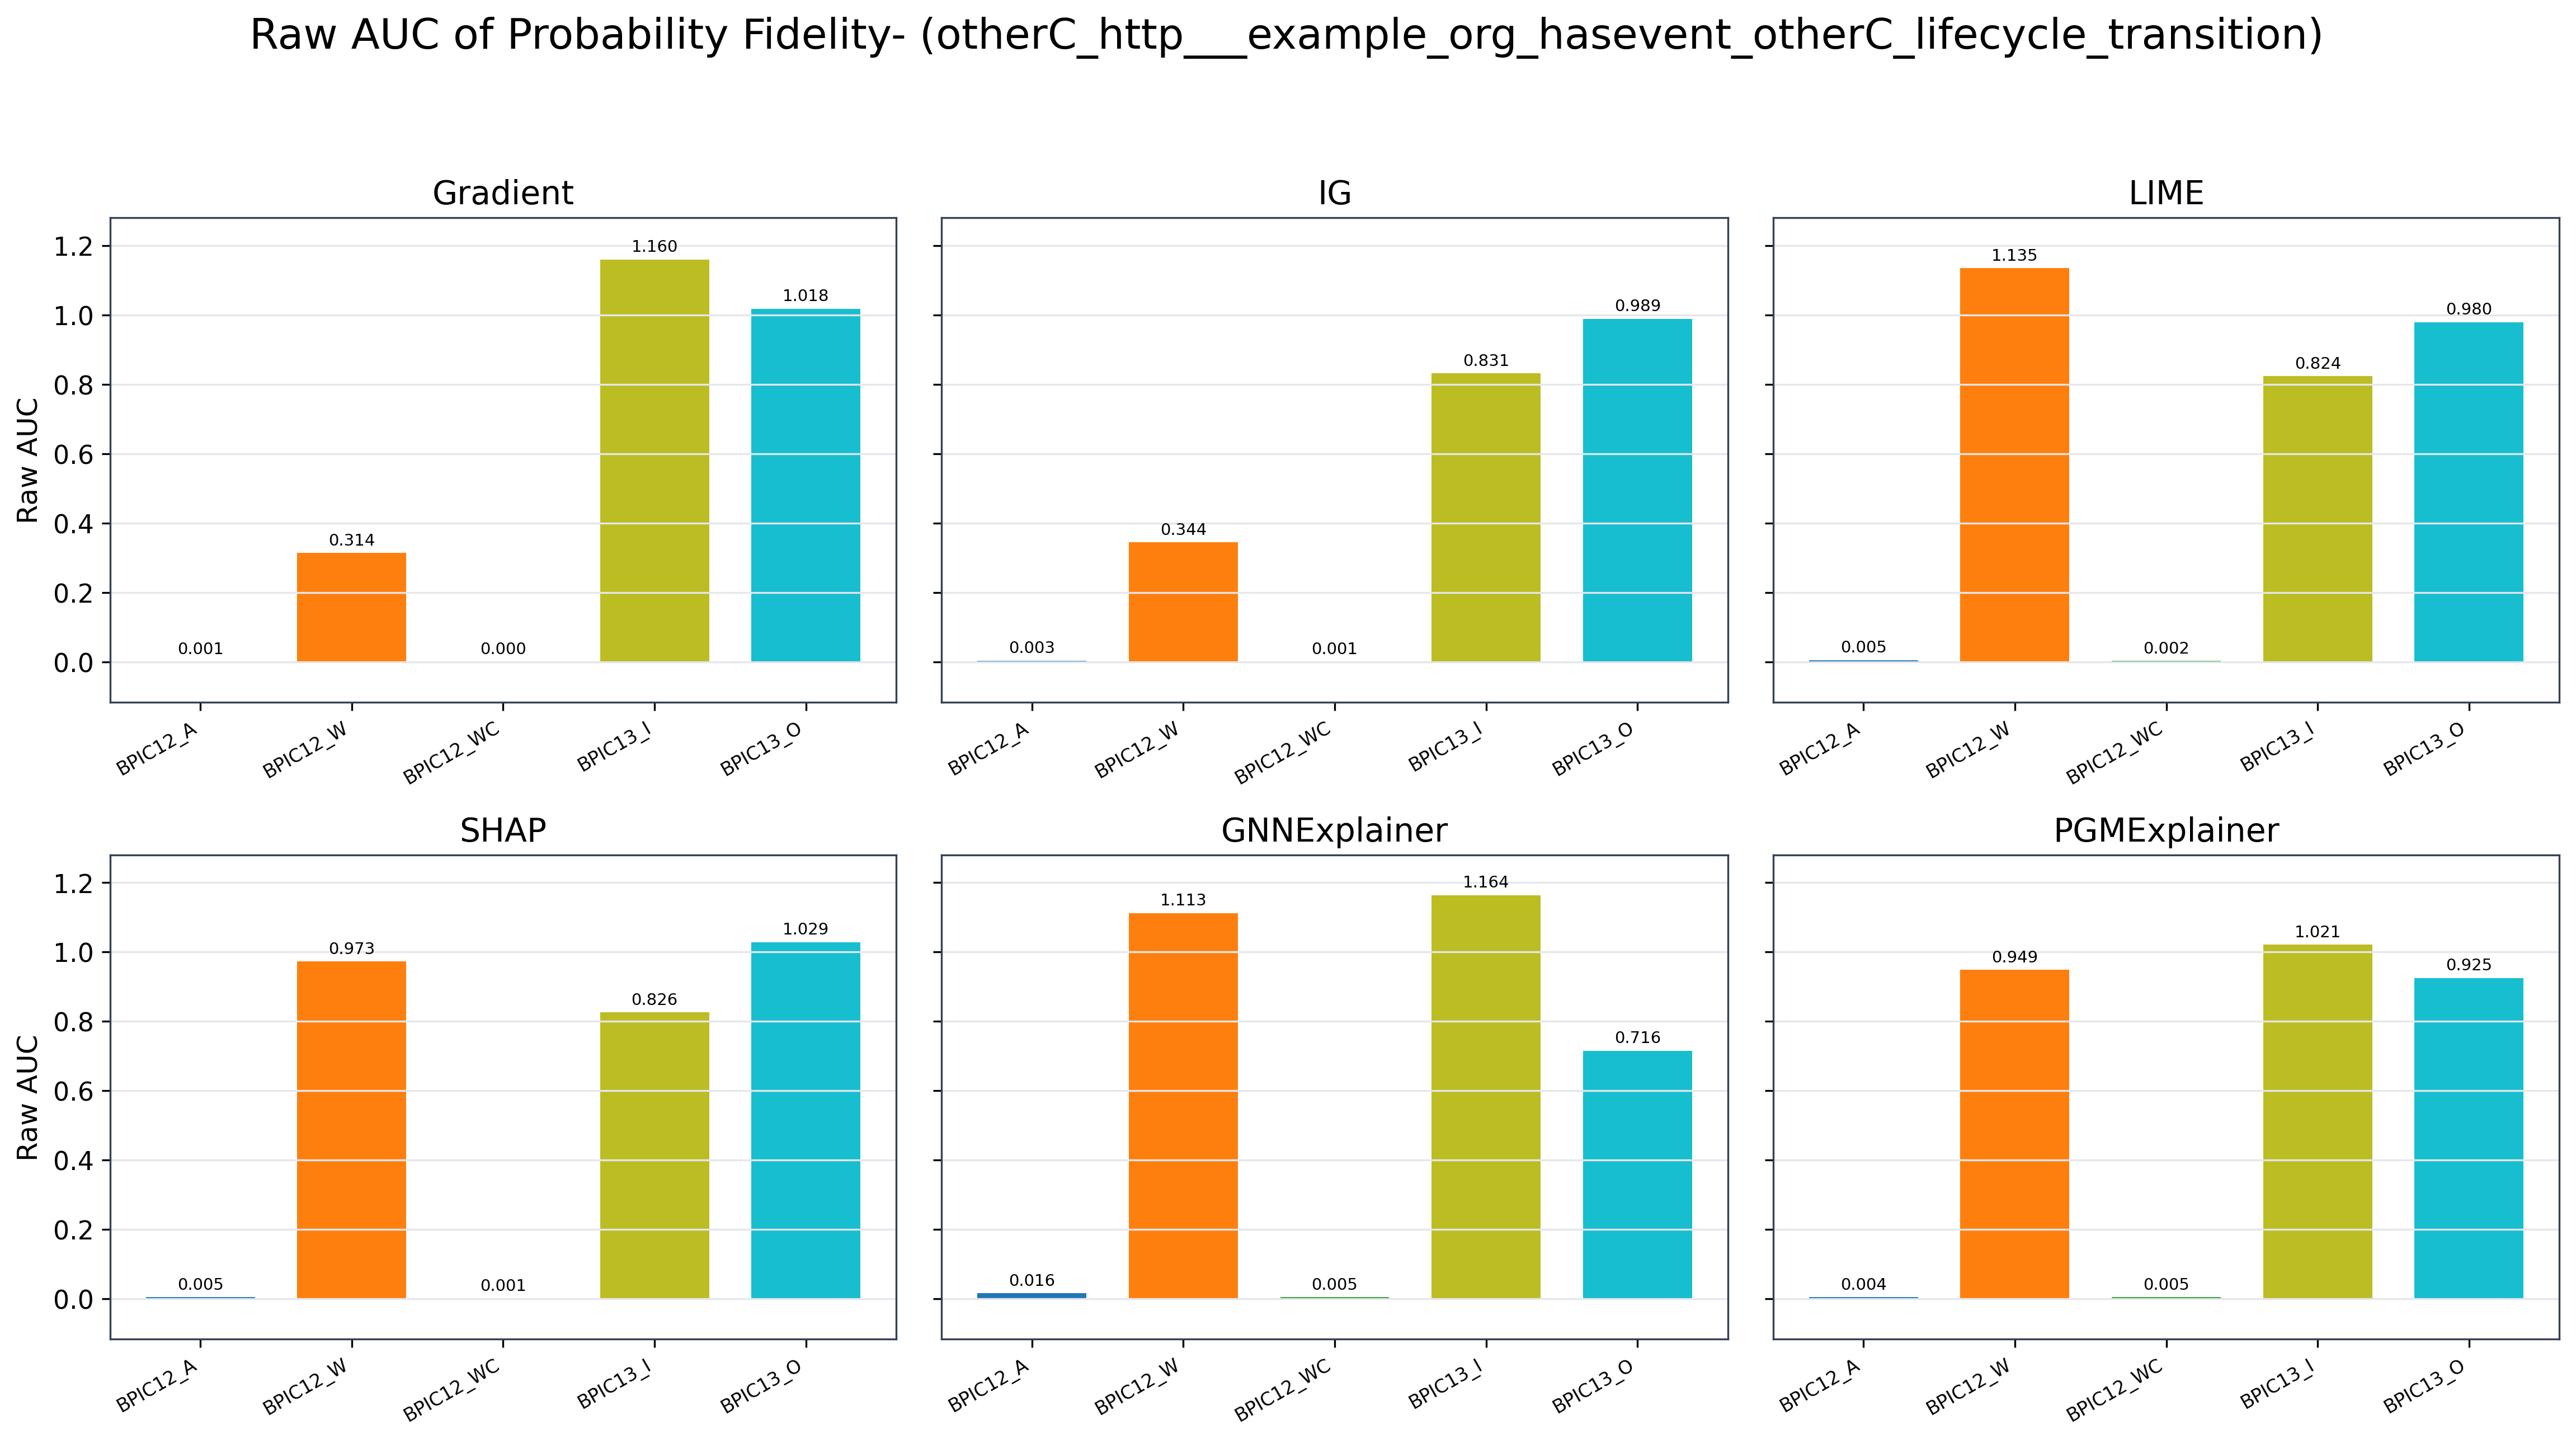 Raw AUC of Probability Fidelity- (otherC_http___example_org_hasevent_otherC_lifecycle_transition)
Gradient
Raw AUC
1.2
1.0
0.8
0.6
0.4
0.2
0.0
0.001
0.314
0.000
1.160
1.018
BPIC12_A
BPIC12_W
BPIC12_WC
BPIC13_I
BPIC13_O
IG
0.003
0.344
0.001
0.831
0.989
BPIC12_A
BPIC12_W
BPIC12_WC
BPIC13_I
BPIC13_O
LIME
0.005
1.135
0.002
0.824
0.980
BPIC12_A
BPIC12_W
BPIC12_WC
BPIC13_I
BPIC13_O
SHAP
Raw AUC
1.2
1.0
0.8
0.6
0.4
0.2
0.0
0.005
0.973
0.001
0.826
1.029
BPIC12_A
BPIC12_W
BPIC12_WC
BPIC13_I
BPIC13_O
GNNExplainer
0.016
1.113
0.005
1.164
0.716
BPIC12_A
BPIC12_W
BPIC12_WC
BPIC13_I
BPIC13_O
PGMExplainer
0.004
0.949
0.005
1.021
0.925
BPIC12_A
BPIC12_W
BPIC12_WC
BPIC13_I
BPIC13_O